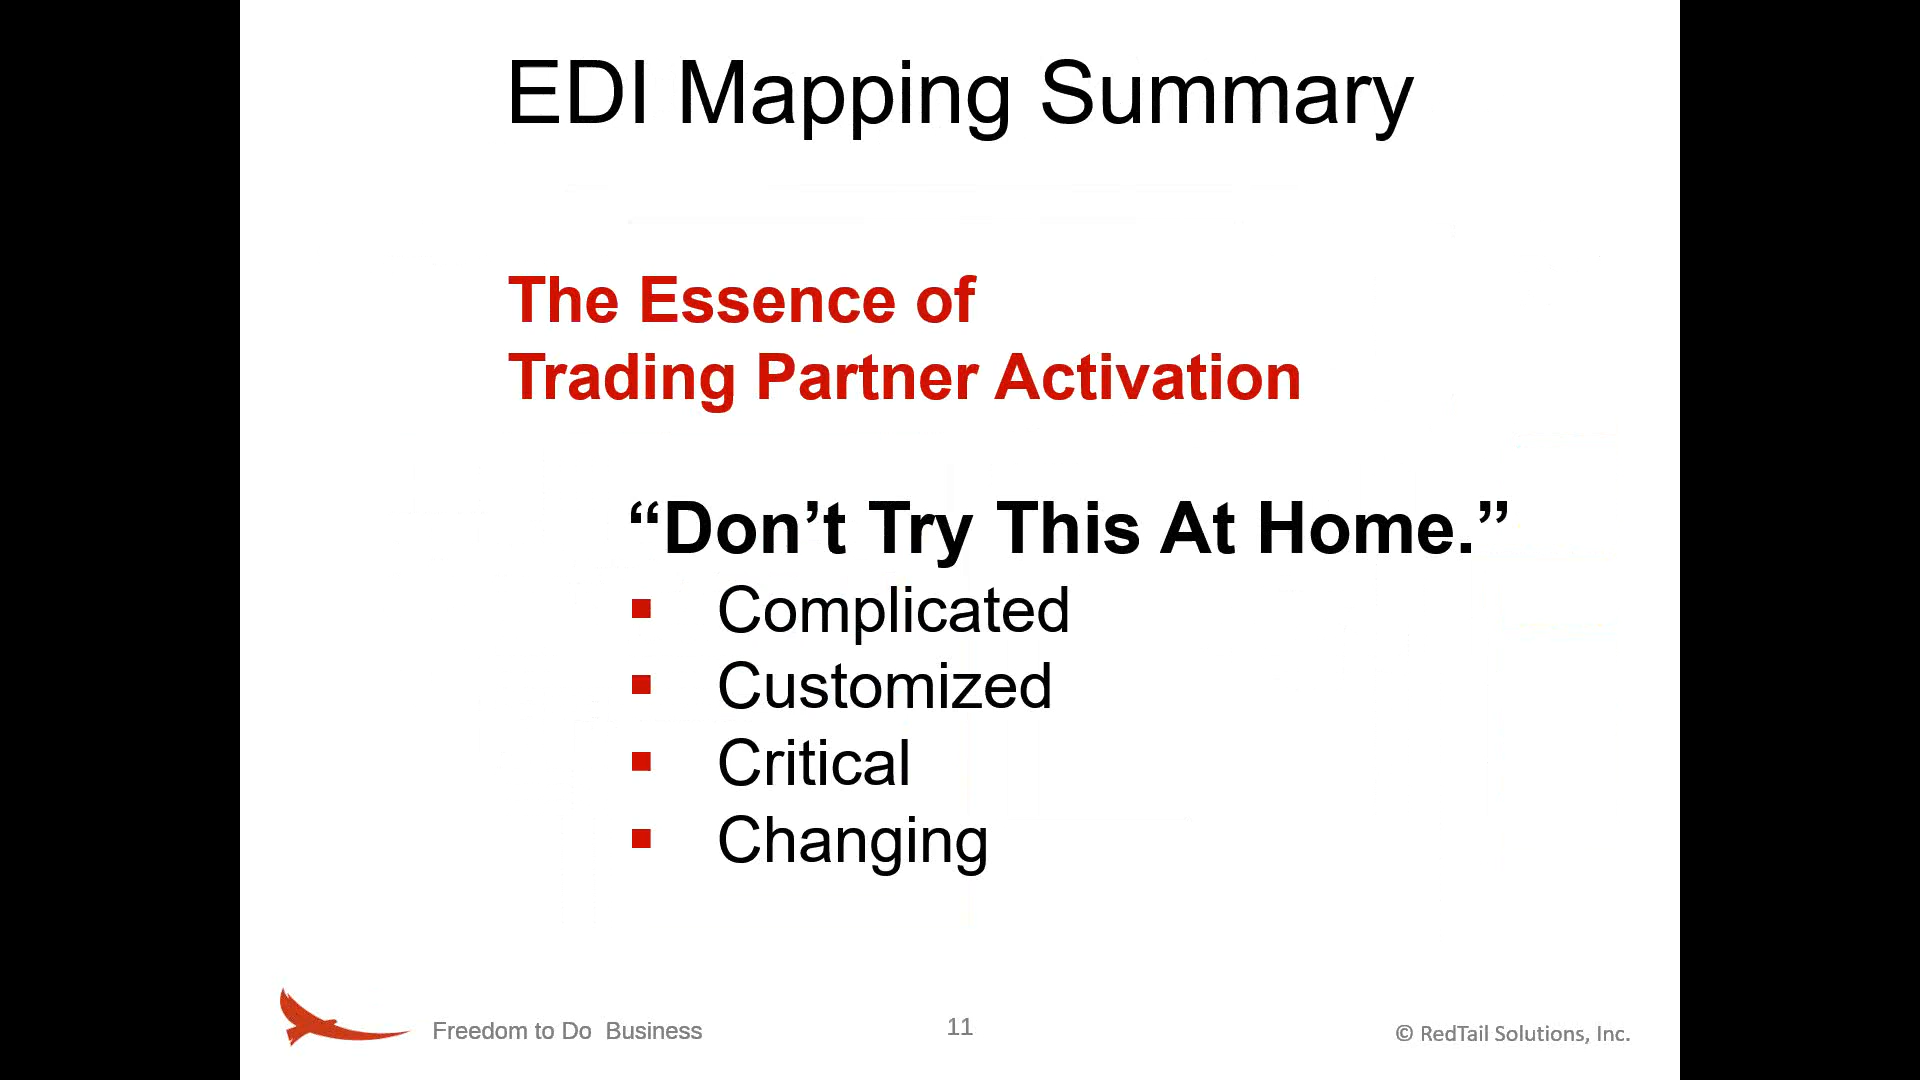 EDI Mapping Summary
The Essence of
Trading Partner Activation
“Don’t Try This At Home.”
▪ Complicated
▪ Customized
▪ Critical
▪ Changing
Freedom to Do Business
11
© RedTail Solutions, Inc.